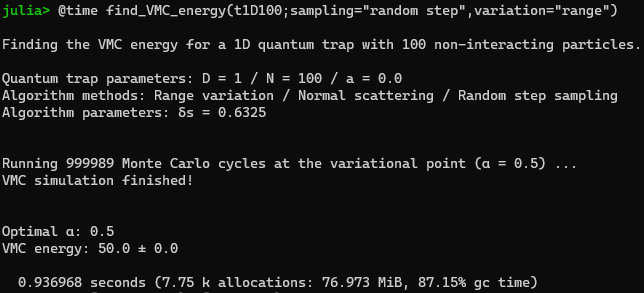 julia> @time find_VMC_energy(t1D100;sampling="random step",variation="range")
Finding the VMC energy for a 1D quantum trap with 100 non-interacting particles.
Quantum trap parameters: D = 1 / N = 100 / a = 0.0
Algorithm methods: Range variation / Normal scattering / Random step sampling
Algorithm parameters: δs = 0.6325
Running 999989 Monte Carlo cycles at the variational point (α = 0.5) ...
VMC simulation finished!
Optimal α: 0.5
VMC energy: 50.0 ± 0.0
0.936968 seconds (7.75 k allocations: 76.973 MiB, 87.15% gc time)